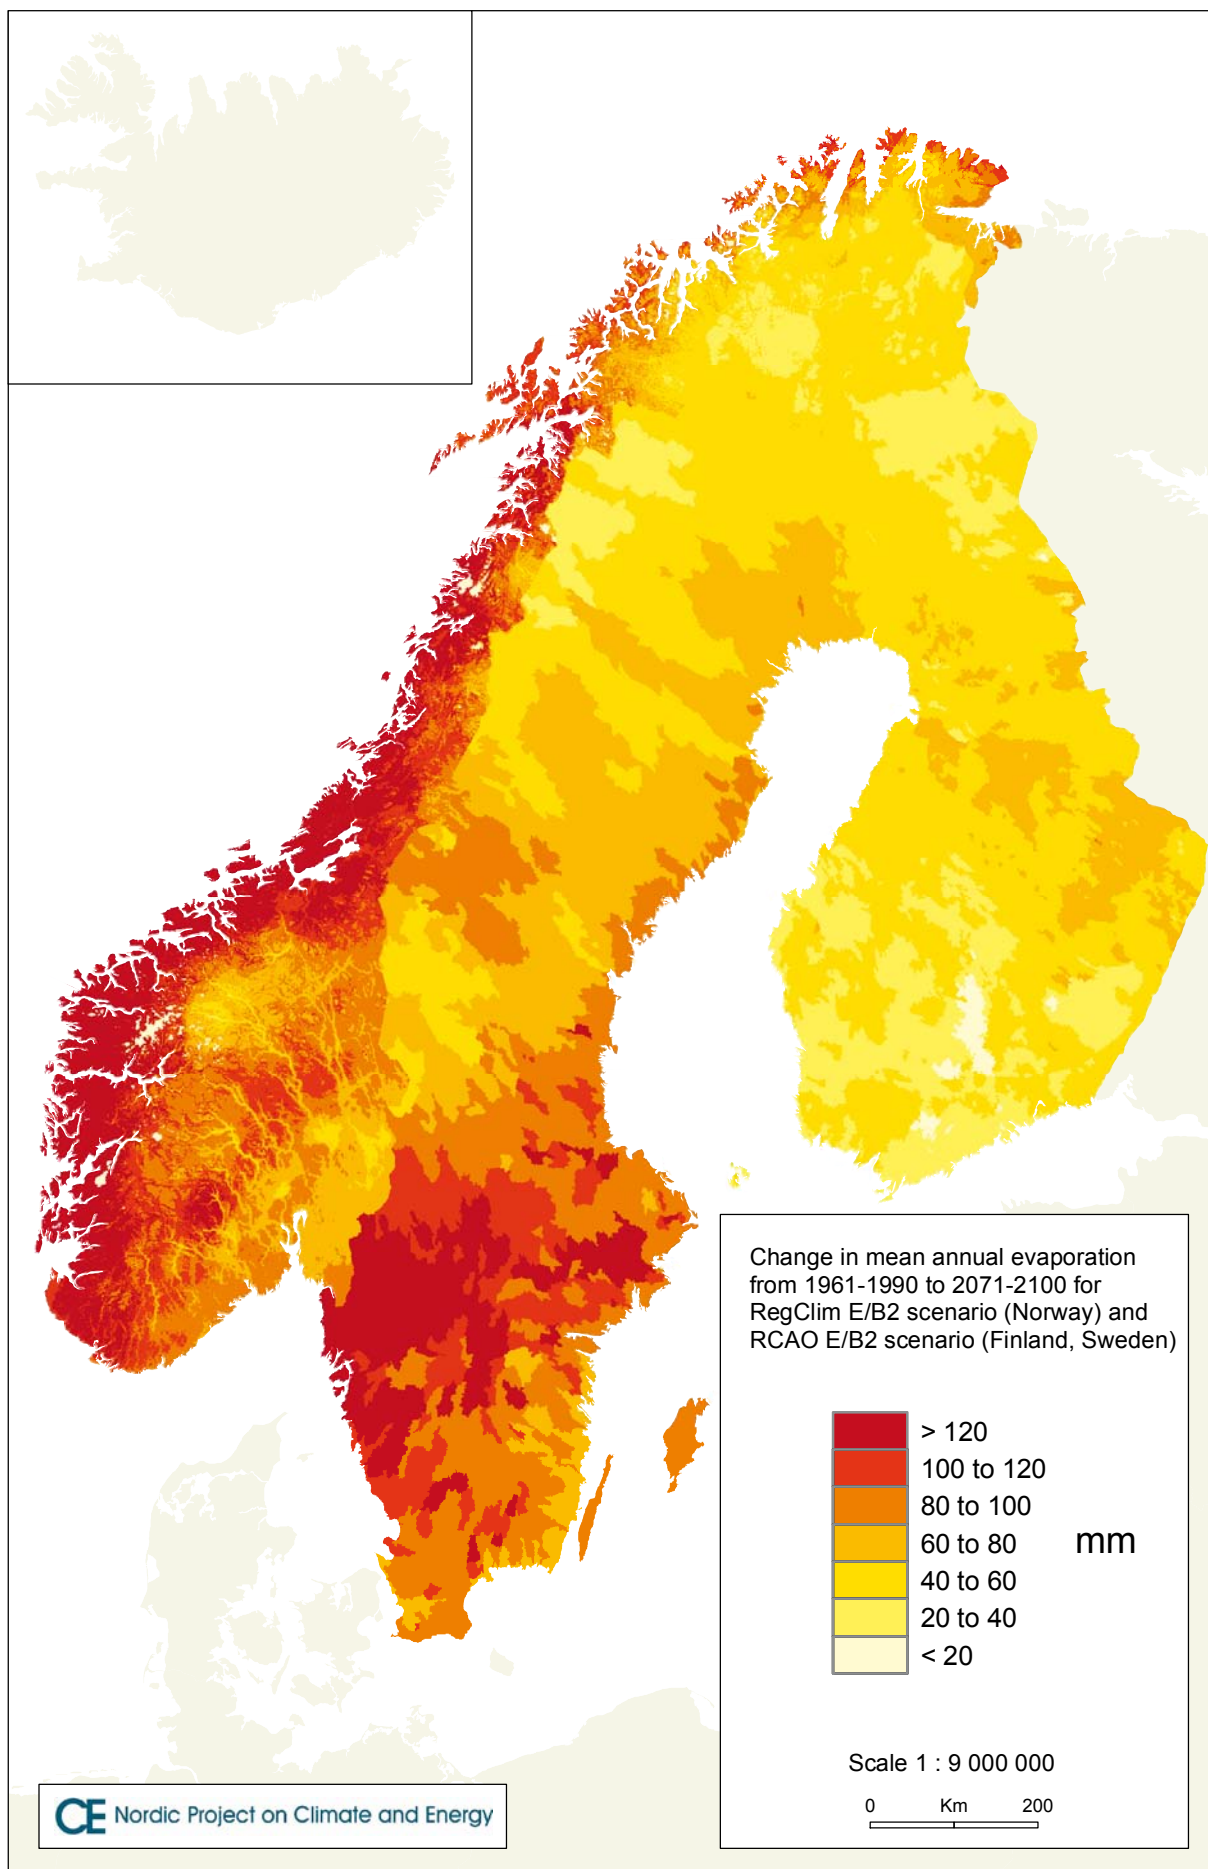 Change in mean annual evaporation
from 1961-1990 to 2071-2100 for
RegClim E/B2 scenario (Norway) and
RCAO E/B2 scenario (Finland, Sweden)
> 120
100 to 120
80 to 100
60 to 80
mm
40 to 60
20 to 40
< 20
Scale 1 : 9 000 000
0 Km 200
CE Nordic Project on Climate and Energy